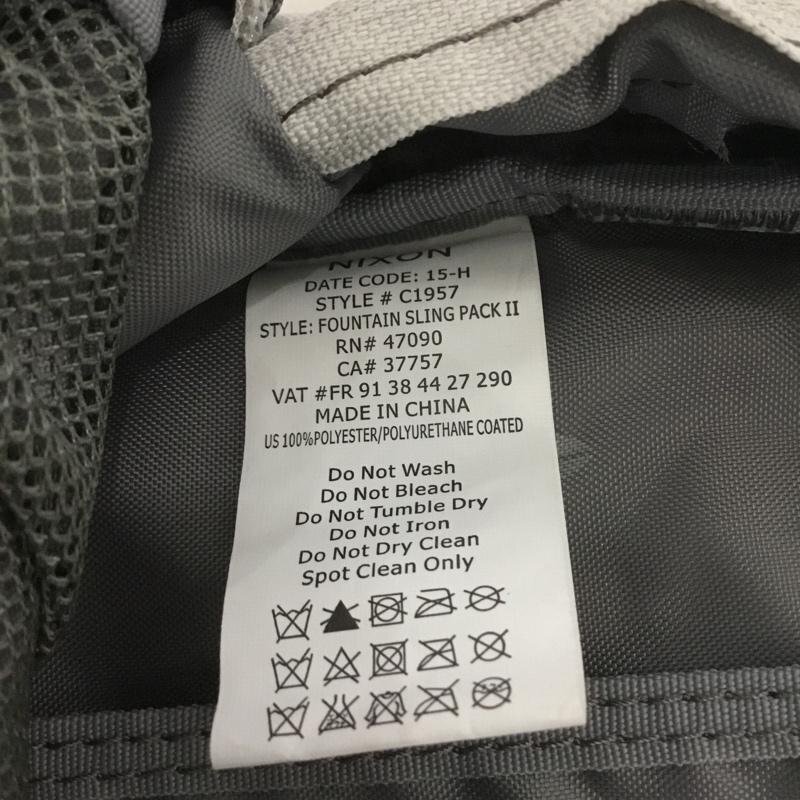 NIXON
DATE CODE: 15-H
STYLE # C1957
STYLE: FOUNTAIN SLING PACK II
RN# 47090
CA# 37757
VAT #FR 91 38 44 27 290
MADE IN CHINA
US 100%POLYESTER/POLYURETHANE COATED
Do Not Wash
Do Not Bleach
Do Not Tumble Dry
Do Not Iron
Do Not Dry Clean
Spot Clean Only